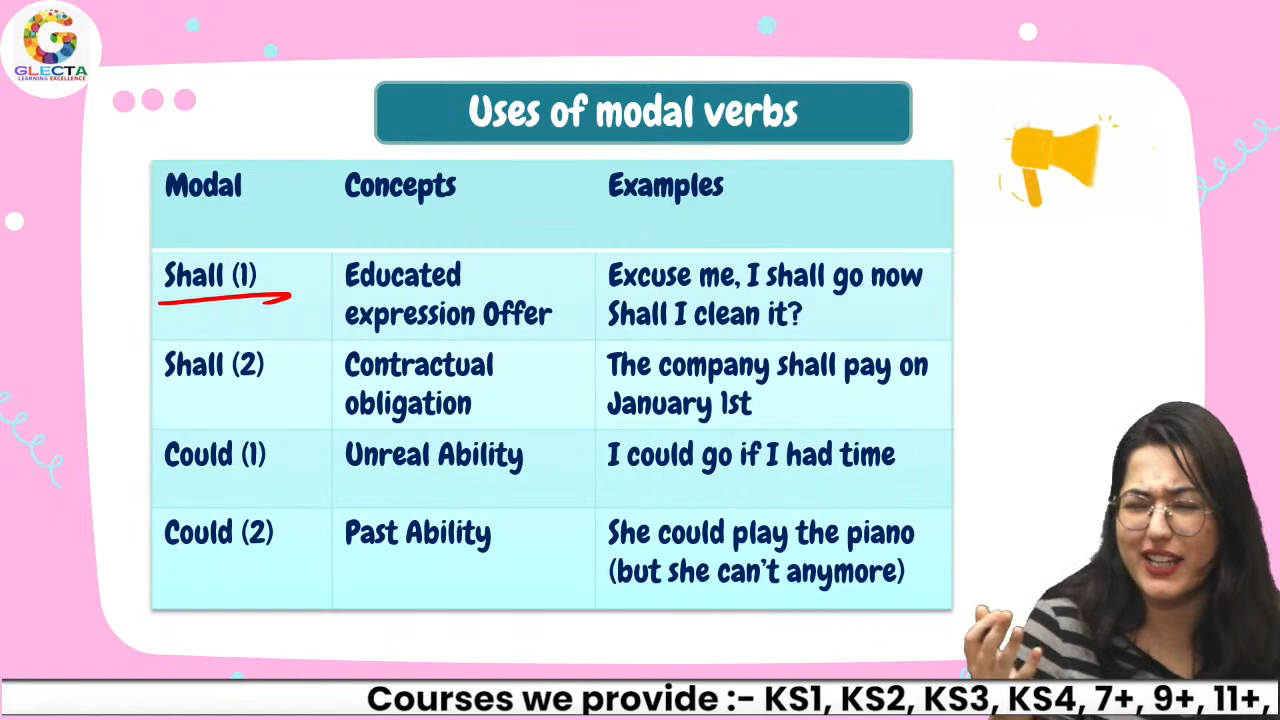 G
GLECTA
LEARNING EXCELLENCE
Uses of modal verbs
Modal Concepts Examples
Shall (1) Educated expression Offer Excuse me, I shall go now Shall I clean it?
Shall (2) Contractual obligation The company shall pay on January 1st
Could (1) Unreal Ability I could go if I had time
Could (2) Past Ability She could play the piano (but she can't anymore)
Courses we provide :- KS1, KS2, KS3, KS4, 7+, 9+, 11+,